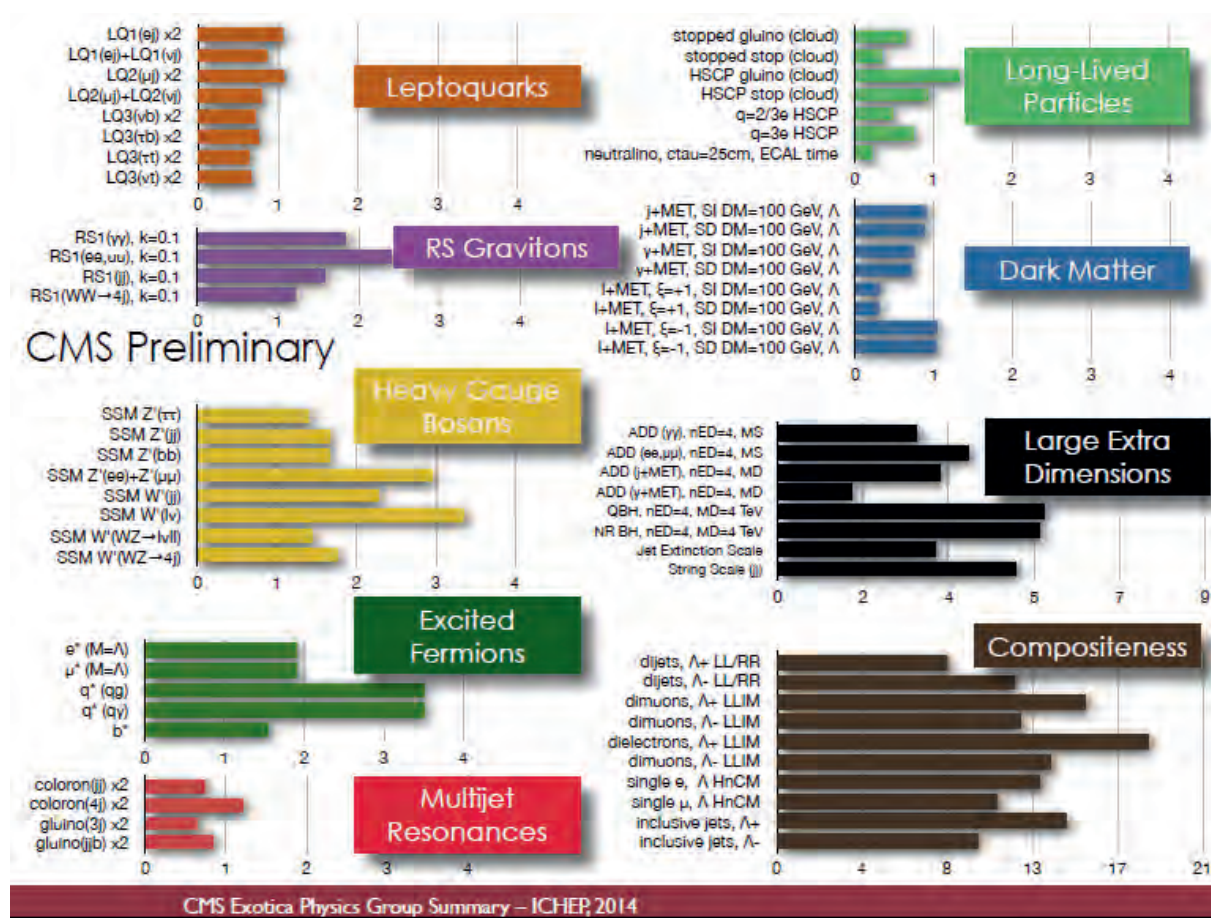 LQ1(ej) x2
LQ1(ej)+LQ1(νj)
LQ2(μj) x2
LQ2(μj)+LQ2(νj)
LQ3(νb) x2
LQ3(τb) x2
LQ3(τt) x2
LQ3(vt) x2
0 1 2 3 4
Leptoquarks
RS1(γγ), k=0.1
RS1(ee,uu), k=0.1
RS1(jj), k=0.1
RS1(WW→4j), k=0.1
0 1 2 3 4
RS Gravitons
CMS Preliminary
SSM Z'(ττ)
SSM Z'(jj)
SSM Z'(bb)
SSM Z'(ee)+Z'(μμ)
SSM W'(jj)
SSM W'(lv)
SSM W'(WZ→lvll)
SSM W'(WZ→4j)
0 1 2 3 4
Heavy Gauge
Bosons
e* (M=Λ)
μ* (M=Λ)
q* (qg)
q* (qγ)
b*
0 1 2 3 4
Excited
Fermions
coloron(jj) x2
coloron(4j) x2
gluino(3j) x2
gluino(jjb) x2
0 1 2 3 4
Multijet
Resonances
stopped gluino (cloud)
stopped stop (cloud)
HSCP gluino (cloud)
HSCP stop (cloud)
q=2/3e HSCP
q=3e HSCP
neutralino, ctau=25cm, ECAL time
0 1 2 3 4
Long-Lived
Particles
j+MET, SI DM=100 GeV, Λ
j+MET, SD DM=100 GeV, Λ
γ+MET, SI DM=100 GeV, Λ
γ+MET, SD DM=100 GeV, Λ
l+MET, ξ=+1, SI DM=100 GeV, Λ
l+MET, ξ=+1, SD DM=100 GeV, Λ
l+MET, ξ=-1, SI DM=100 GeV, Λ
l+MET, ξ=-1, SD DM=100 GeV, Λ
0 1 2 3 4
Dark Matter
ADD (γγ), nED=4, MS
ADD (ee,μμ), nED=4, MS
ADD (j+MET), nED=4, MD
ADD (γ+MET), nED=4, MD
QBH, nED=4, MD=4 TeV
NR BH, nED=4, MD=4 TeV
Jet Extinction Scale
String Scale (jj)
0 2 4 5 7 9
Large Extra
Dimensions
dijets, Λ+ LL/RR
dijets, Λ- LL/RR
dimuons, Λ+ LLIM
dimuons, Λ- LLIM
dielectrons, Λ+ LLIM
dimuons, Λ- LLIM
single e, Λ HnCM
single μ, Λ HnCM
inclusive jets, Λ+
inclusive jets, Λ-
0 4 8 13 17 21
Compositeness
CMS Exotica Physics Group Summary – ICHEP, 2014